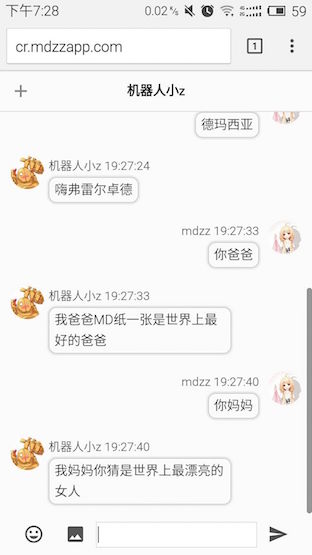 下午7:28
0.02 K/s
59
cr.mdzzapp.com
1
机器人小z
德玛西亚
机器人小z 19:27:24
嗨弗雷尔卓德
mdzz 19:27:33
你爸爸
机器人小z 19:27:33
我爸爸MD纸一张是世界上最
好的爸爸
mdzz 19:27:40
你妈妈
机器人小z 19:27:40
我妈妈你猜是世界上最漂亮的
女人